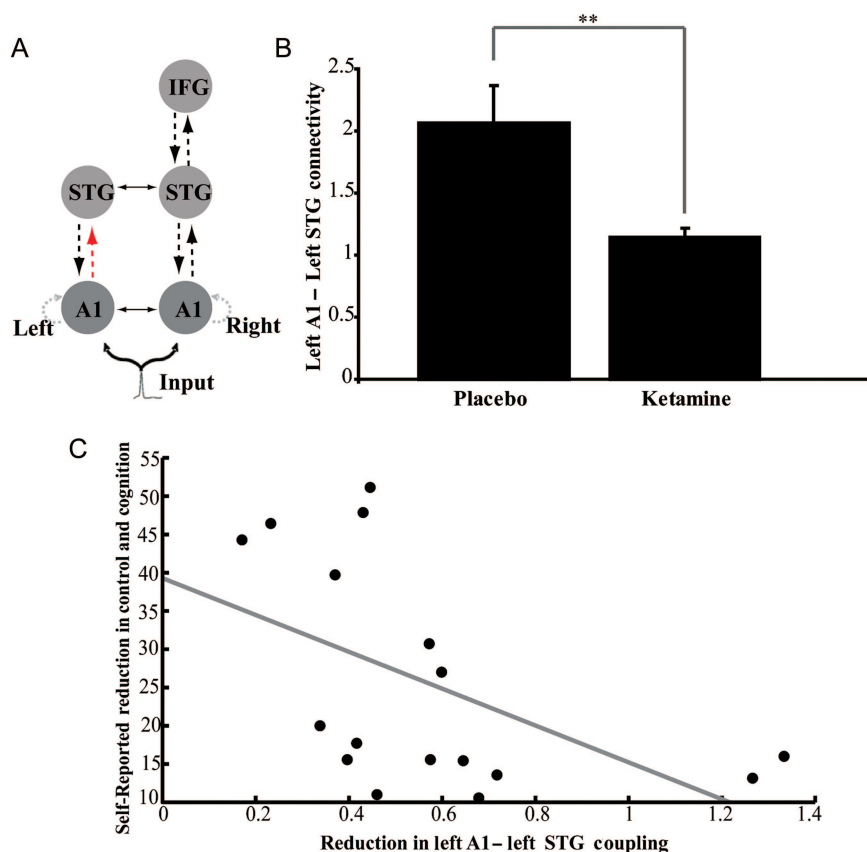 A
IFG
STG STG
A1 A1
Left Right
Input
B
**
Left A1– Left STG connectivity
2.5
2
1.5
1
0.5
0
Placebo Ketamine
C
Self-Reported reduction in control and cognition
55
50
45
40
35
30
25
20
15
10
0 0.2 0.4 0.6 0.8 1 1.2 1.4
Reduction in left A1– left STG coupling